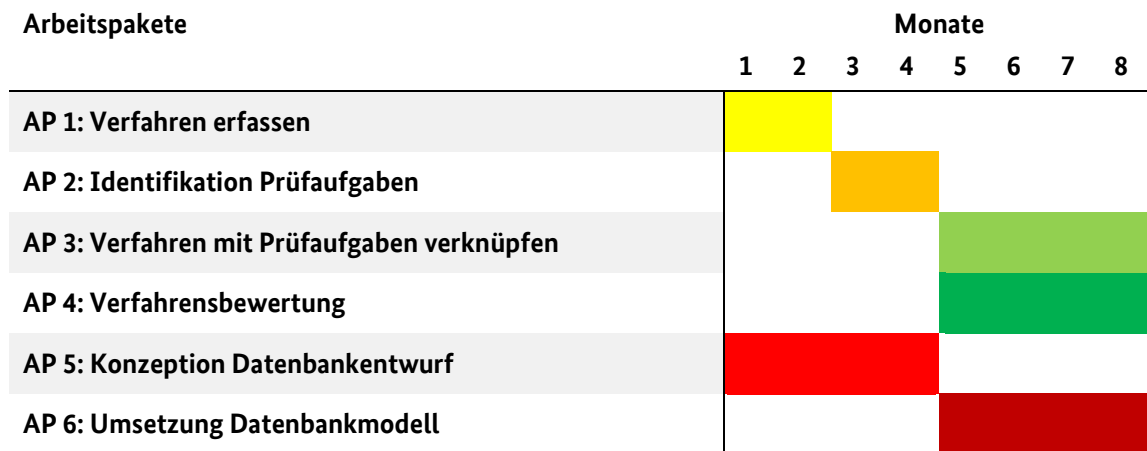 Arbeitspakete Monate
1 2 3 4 5 6 7 8
AP 1: Verfahren erfassen
AP 2: Identifikation Prüfaufgaben
AP 3: Verfahren mit Prüfaufgaben verknüpfen
AP 4: Verfahrensbewertung
AP 5: Konzeption Datenbankentwurf
AP 6: Umsetzung Datenbankmodell